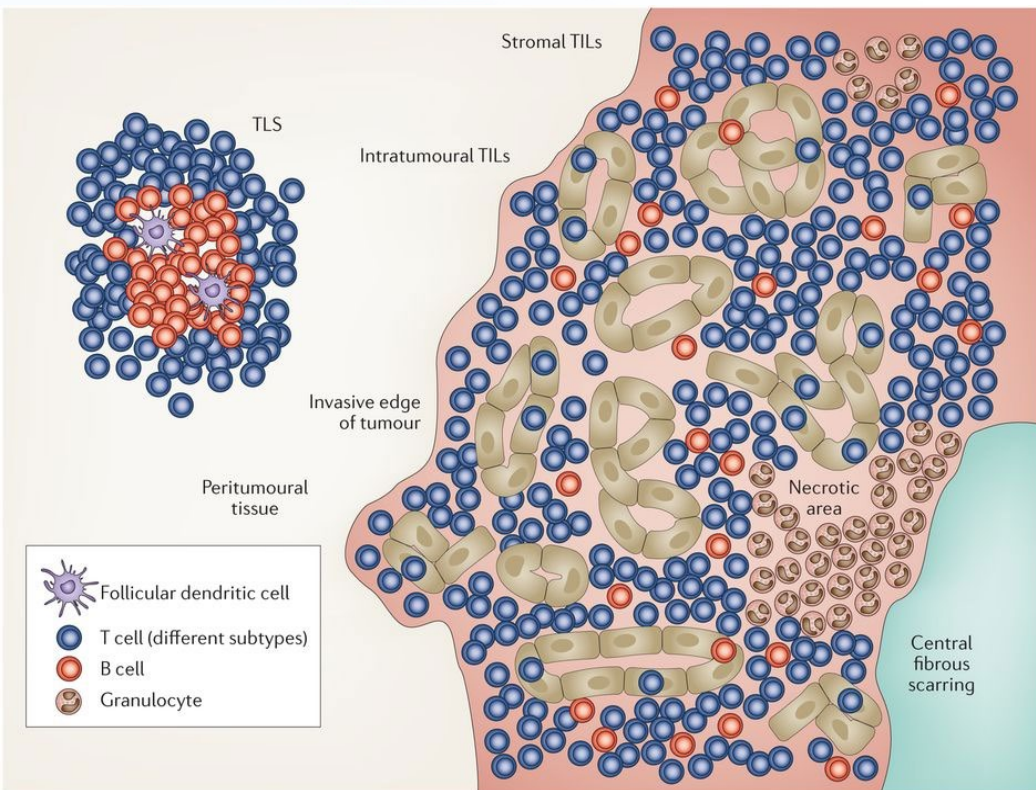 Stromal TILs
TLS
Intratumoural TILs
Invasive edge
of tumour
Peritumoural
tissue
Necrotic
area
Follicular dendritic cell
T cell (different subtypes)
B cell
Granulocyte
Central
fibrous
scarring